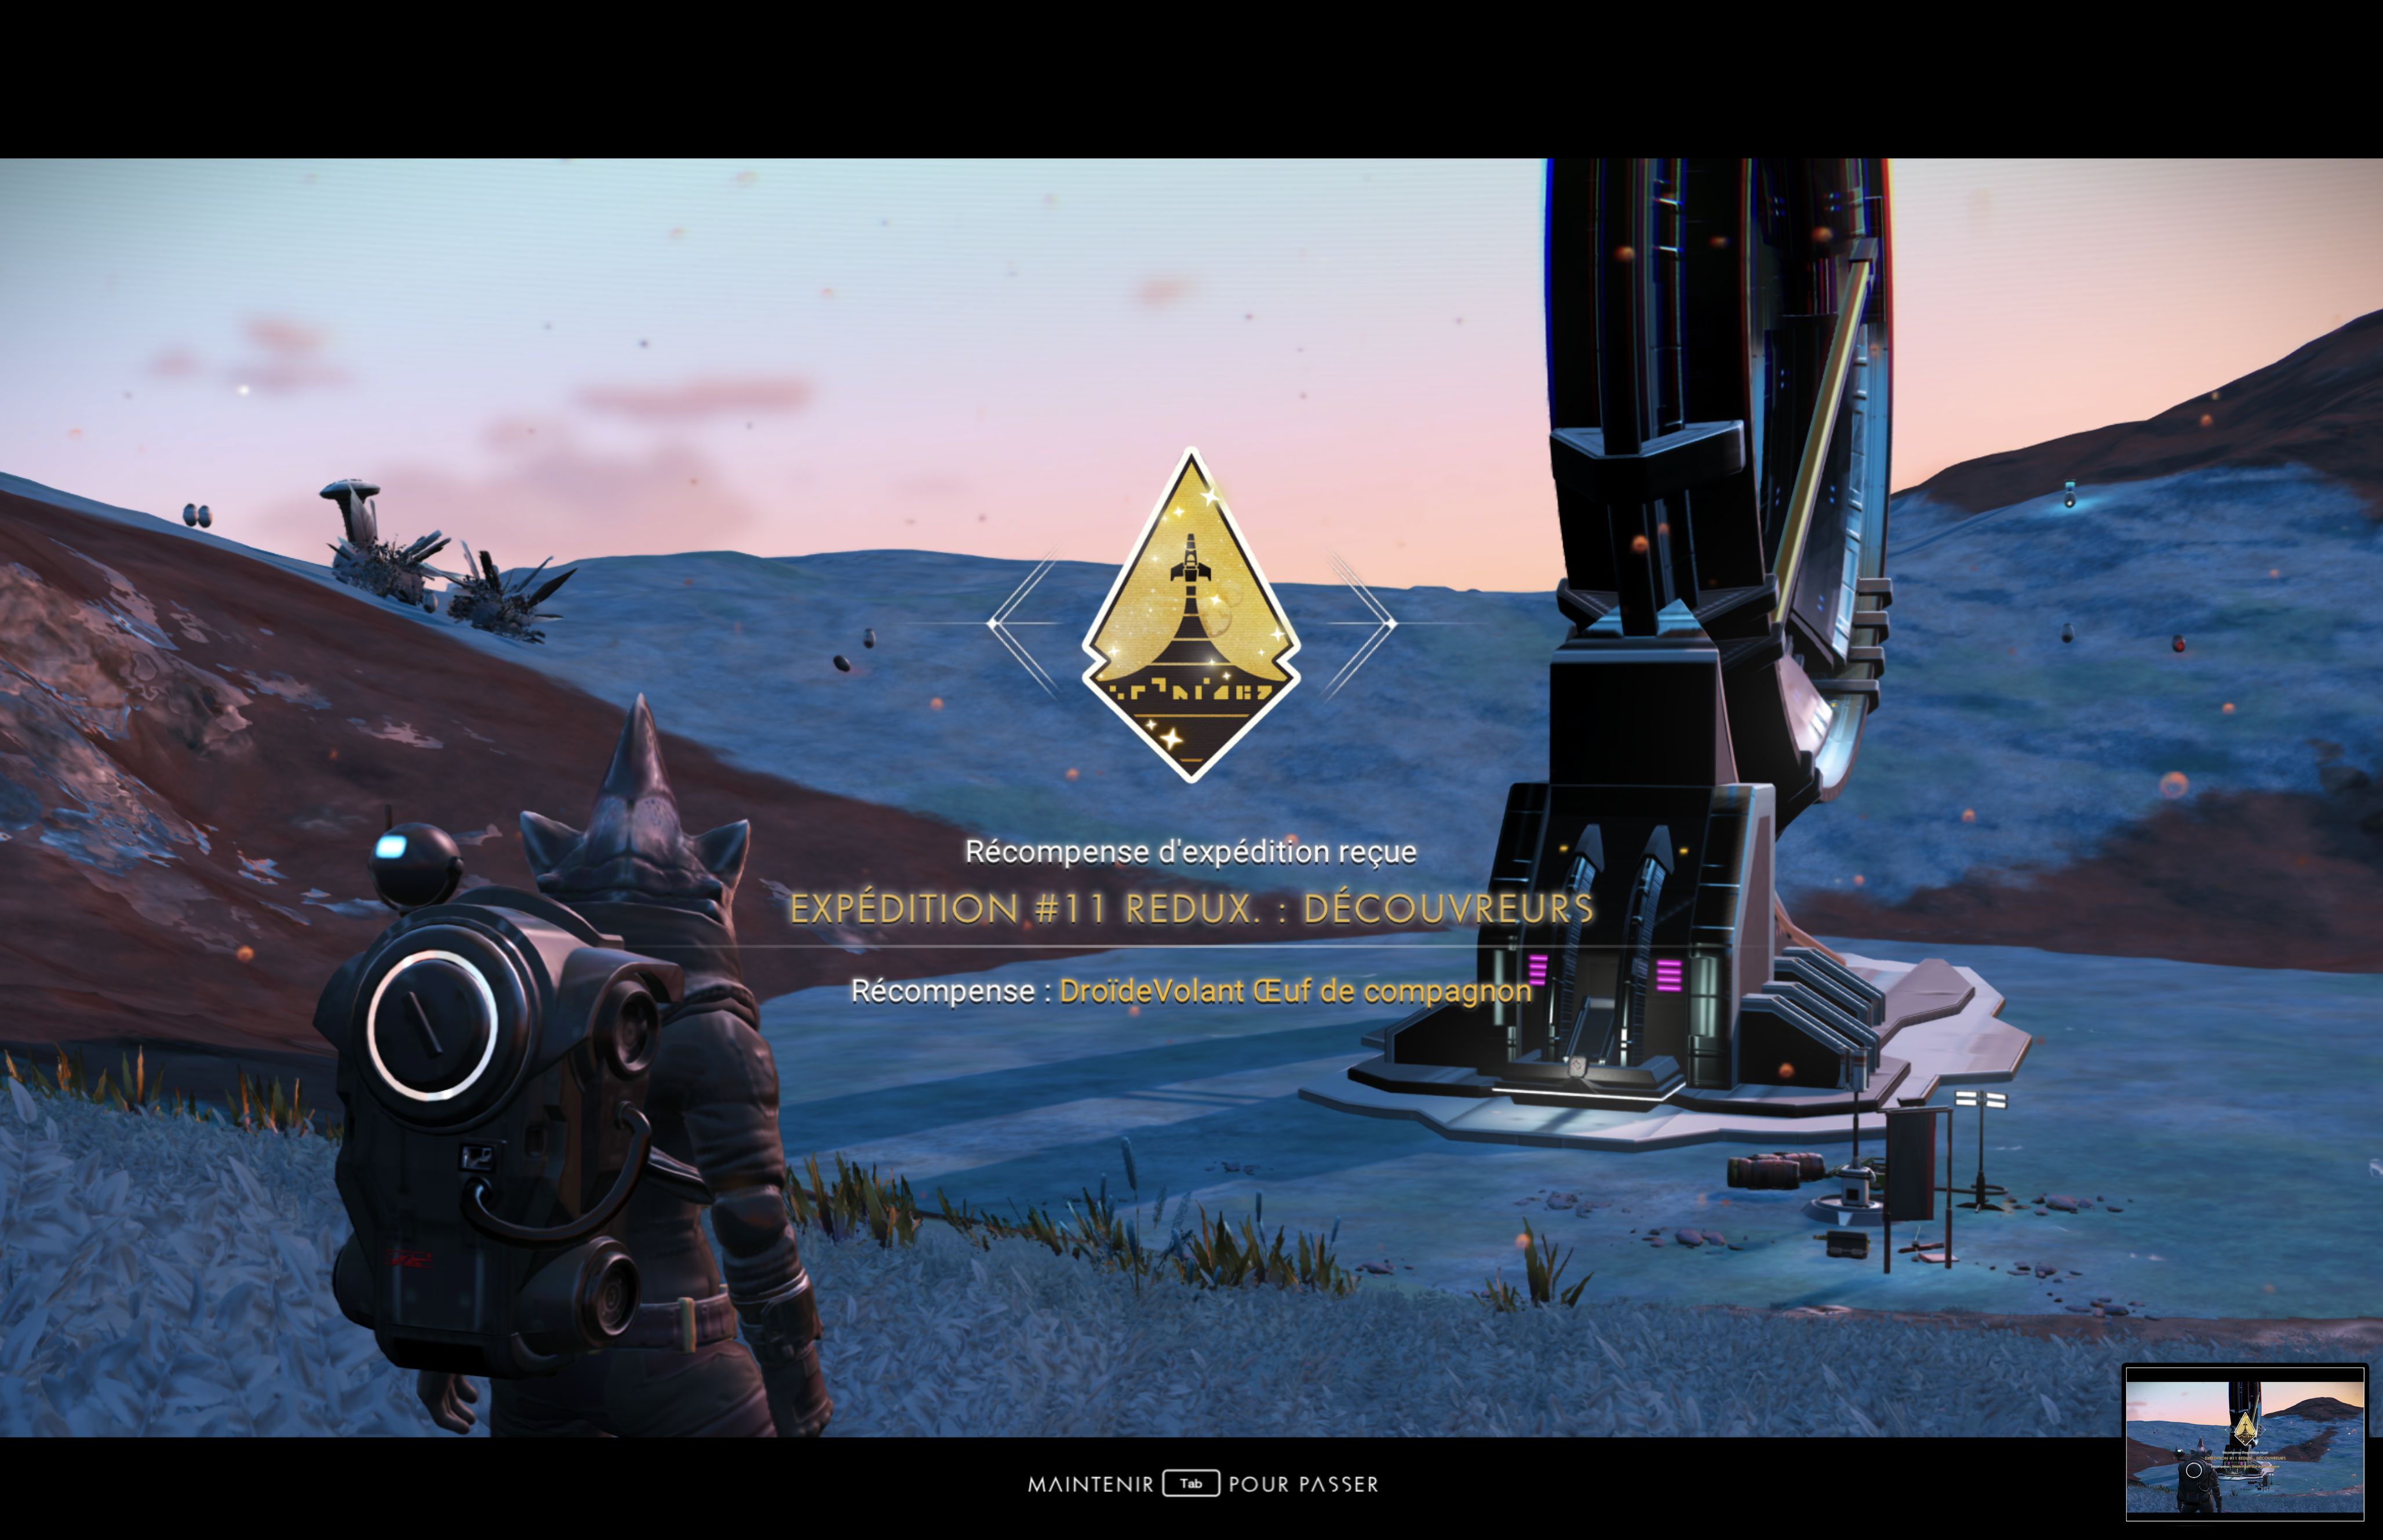 Récompense d'expédition reçue
EXPÉDITION #11 REDUX. : DÉCOUVREURS
Récompense : DroïdeVolant Œuf de compagnon
MAINTENIR Tab POUR PASSER